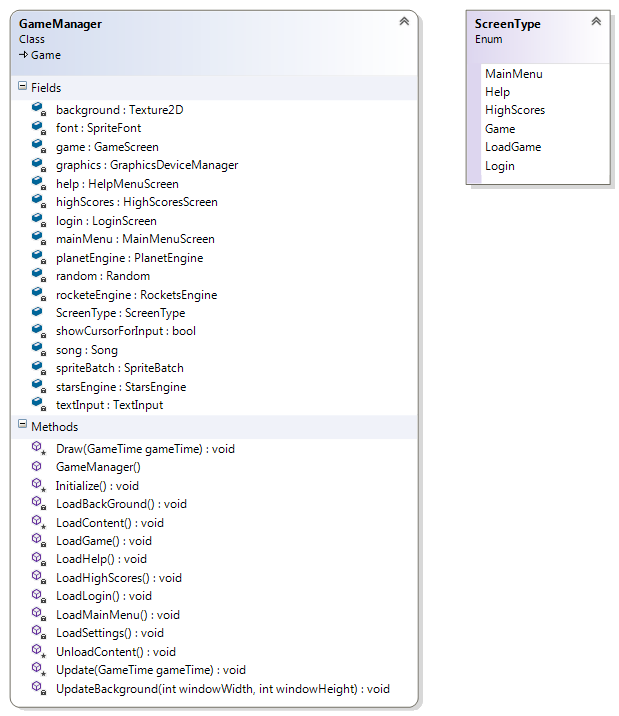 GameManager
Class
Game
Fields
background : Texture2D
font : SpriteFont
game : GameScreen
graphics : GraphicsDeviceManager
help : HelpMenuScreen
highScores : HighScoresScreen
login : LoginScreen
mainMenu : MainMenuScreen
planetEngine : PlanetEngine
random : Random
rocketeEngine : RocketsEngine
ScreenType : ScreenType
showCursorForInput : bool
song : Song
spriteBatch : SpriteBatch
starsEngine : StarsEngine
textInput : TextInput
Methods
Draw(GameTime gameTime) : void
GameManager()
Initialize() : void
LoadBackGround() : void
LoadContent() : void
LoadGame() : void
LoadHelp() : void
LoadHighScores() : void
LoadLogin() : void
LoadMainMenu() : void
LoadSettings() : void
UnloadContent() : void
Update(GameTime gameTime) : void
UpdateBackground(int windowWidth, int windowHeight) : void
ScreenType
Enum
MainMenu
Help
HighScores
Game
LoadGame
Login